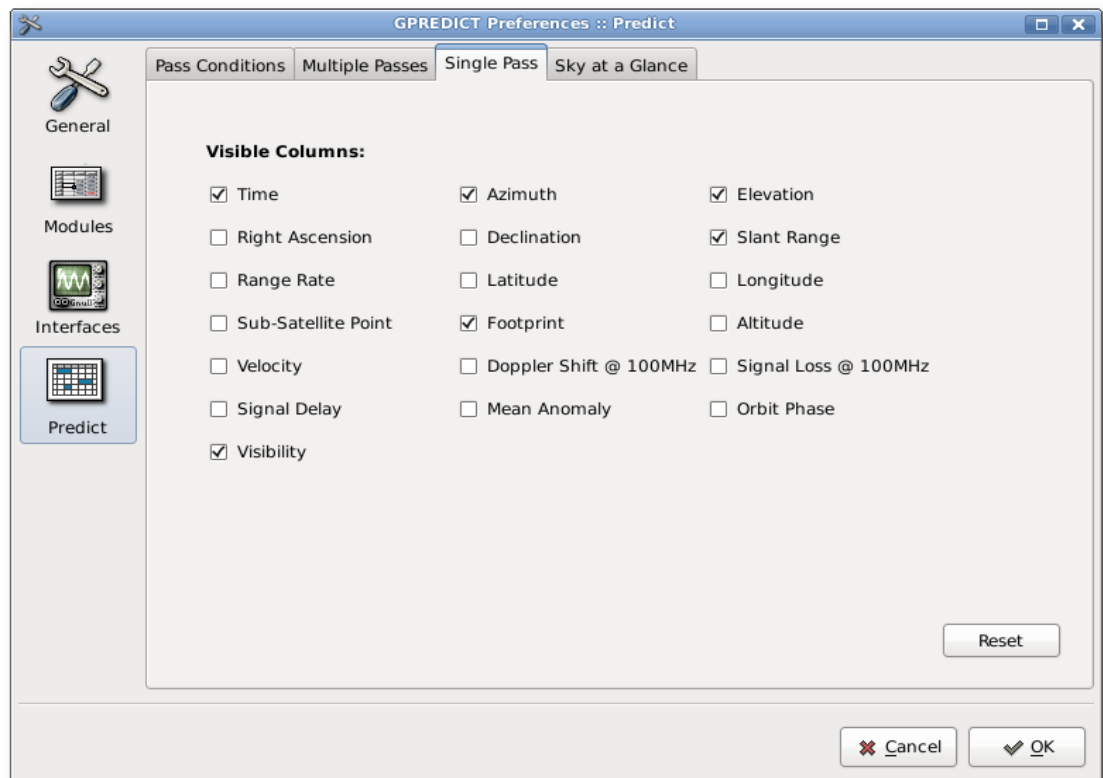 GPREDICT Preferences :: Predict
General
Modules
Interfaces
Predict
Pass Conditions Multiple Passes Single Pass Sky at a Glance
Visible Columns:
Time Azimuth Elevation
Right Ascension Declination Slant Range
Range Rate Latitude Longitude
Sub-Satellite Point Footprint Altitude
Velocity Doppler Shift @ 100MHz Signal Loss @ 100MHz
Signal Delay Mean Anomaly Orbit Phase
Visibility
Reset
Cancel OK